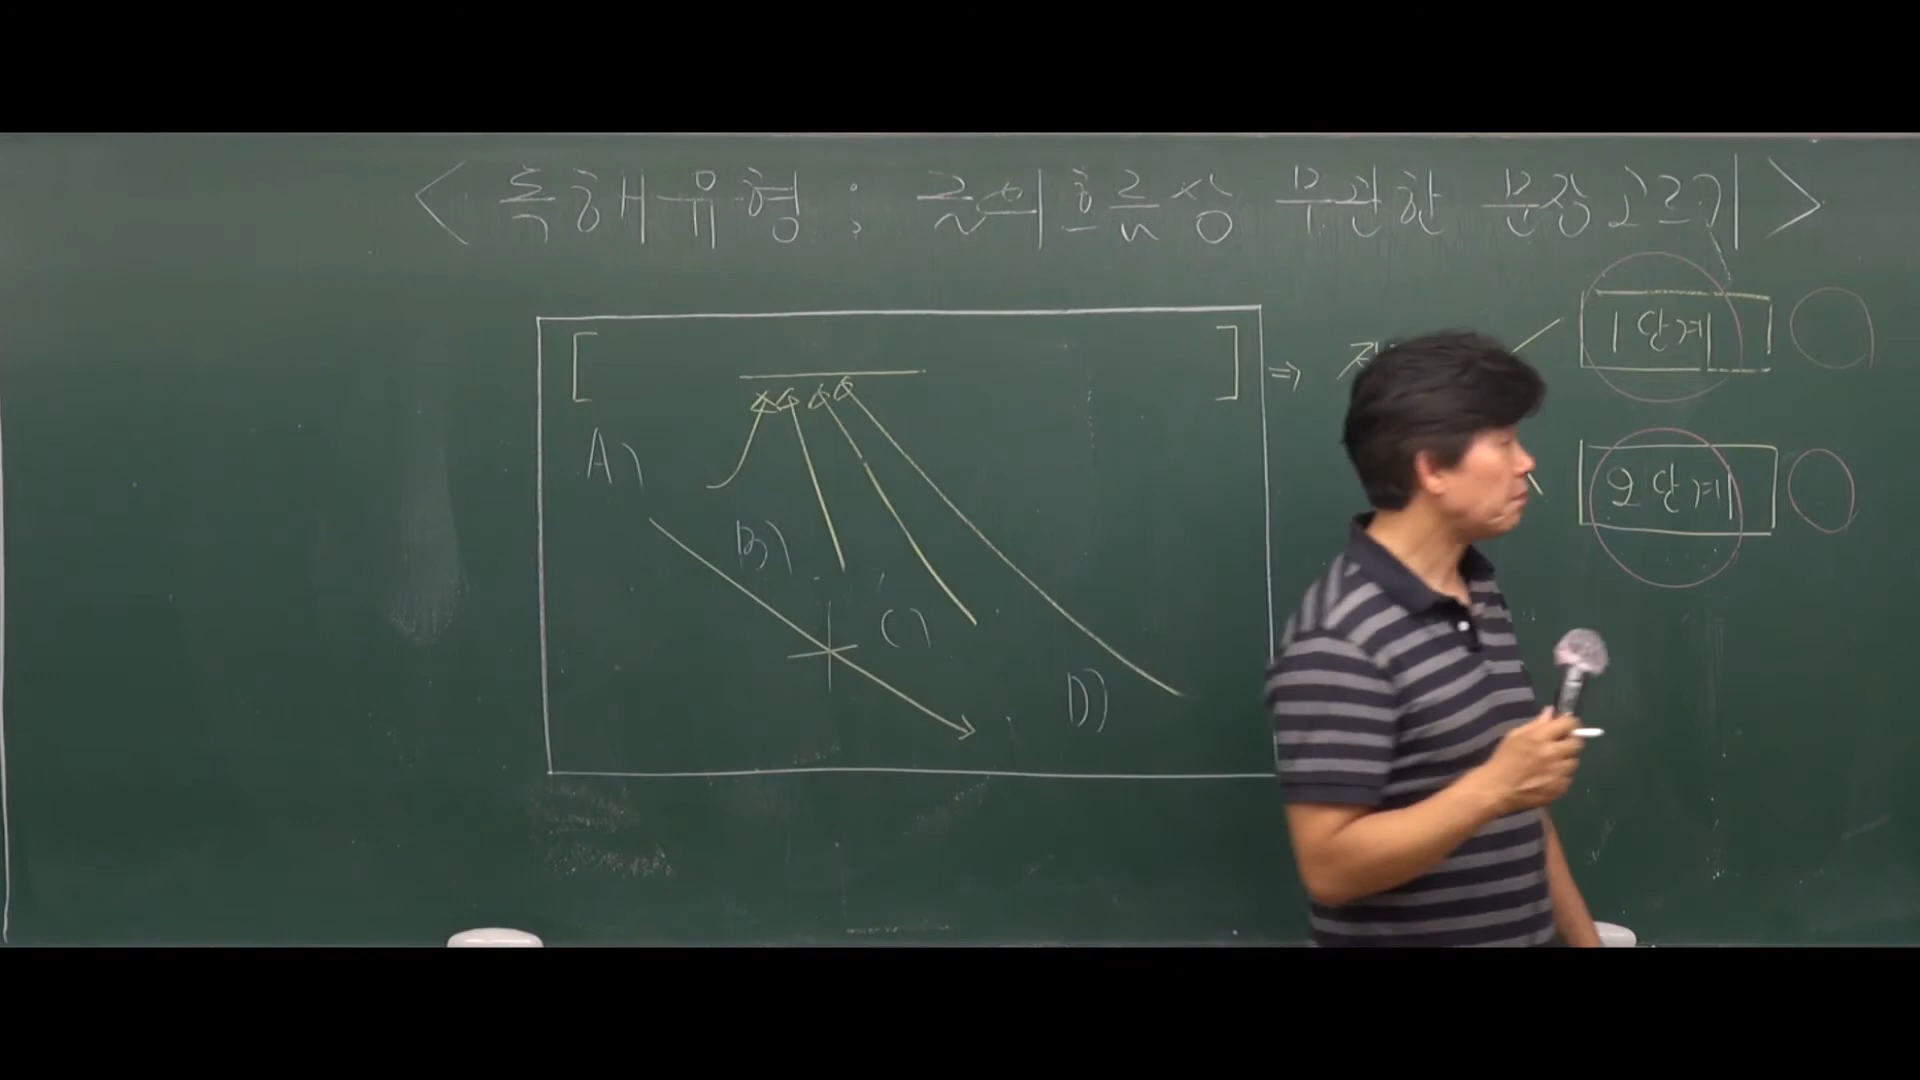 < 독해유형 : 글의흐름상 무관한 문장고르기 >
1단계
[ ] ⇒
A)
2단계
B)
C)
D)